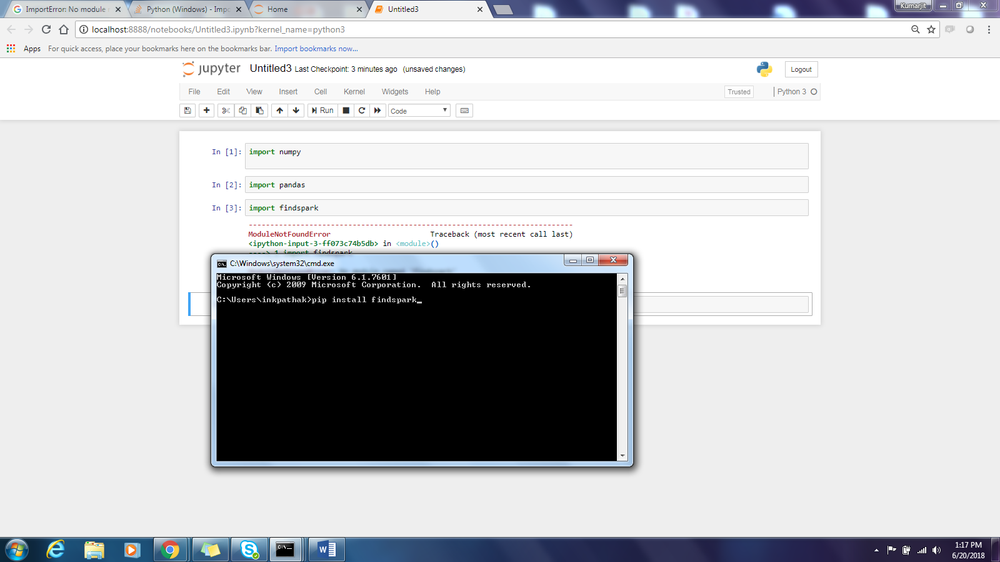 ImportError: No module
Python (Windows) - Impo
Home
Untitled3
Kumarjit
localhost:8888/notebooks/Untitled3.ipynb?kernel_name=python3
Apps For quick access, place your bookmarks here on the bookmarks bar. Import bookmarks now...
jupyter Untitled3 Last Checkpoint: 3 minutes ago (unsaved changes)
Logout
File Edit View Insert Cell Kernel Widgets Help
Trusted
Python 3
Run
Code
In [1]: import numpy
In [2]: import pandas
In [3]: import findspark
---------------------------------------------------------------------------
ModuleNotFoundError Traceback (most recent call last)
<ipython-input-3-ff073c74b5db> in <module>()
----> 1 import findspark
C:\Windows\system32\cmd.exe
Microsoft Windows [Version 6.1.7601]
Copyright (c) 2009 Microsoft Corporation. All rights reserved.
C:\Users\inkpathak>pip install findspark_
1:17 PM
6/20/2018